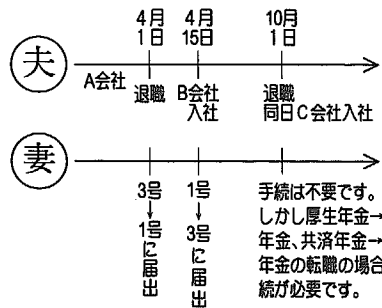 4月
1日
4月
15日
10月
1日
夫
A会社
退職
B会社
入社
退職
同日C会社入社
妻
3号
↓
1号
に
届
出
1号
↓
3号
に
届
出
手続は不要です。
しかし厚生年金→
年金、共済年金→
年金の転職の場合
続が必要です。